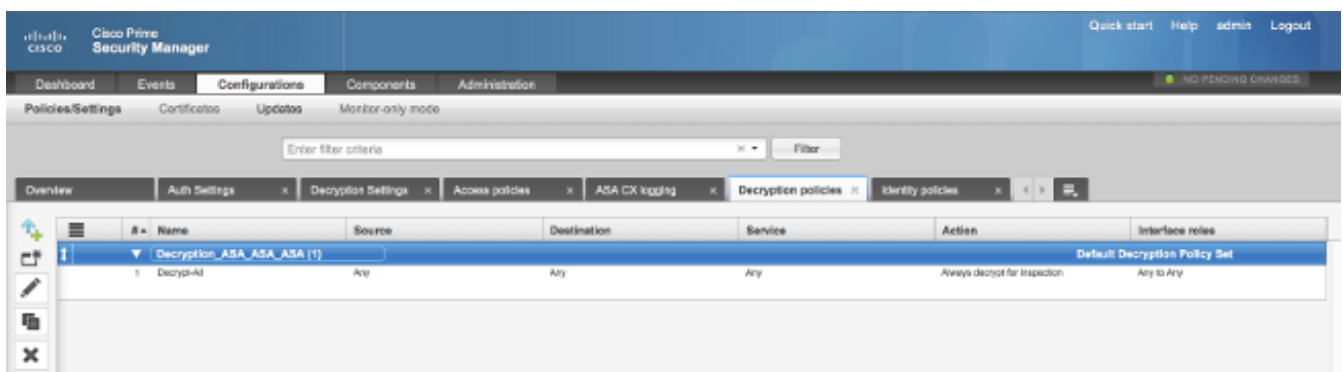 Quick start Help admin Logout
cisco
Cisco Prime
Security Manager
Dashboard Events Configurations Components Administration NO PENDING CHANGES
Policies/Settings Certificates Updates Monitor-only mode
Enter filter criteria Filter
Overview Auth Settings Decryption Settings Access policies ASA CX logging Decryption policies Identity policies
# Name Source Destination Service Action Interface roles
Decryption_ASA_ASA_ASA (1) Default Decryption Policy Set
1 Decrypt-All Any Any Any Always decrypt for inspection Any to Any